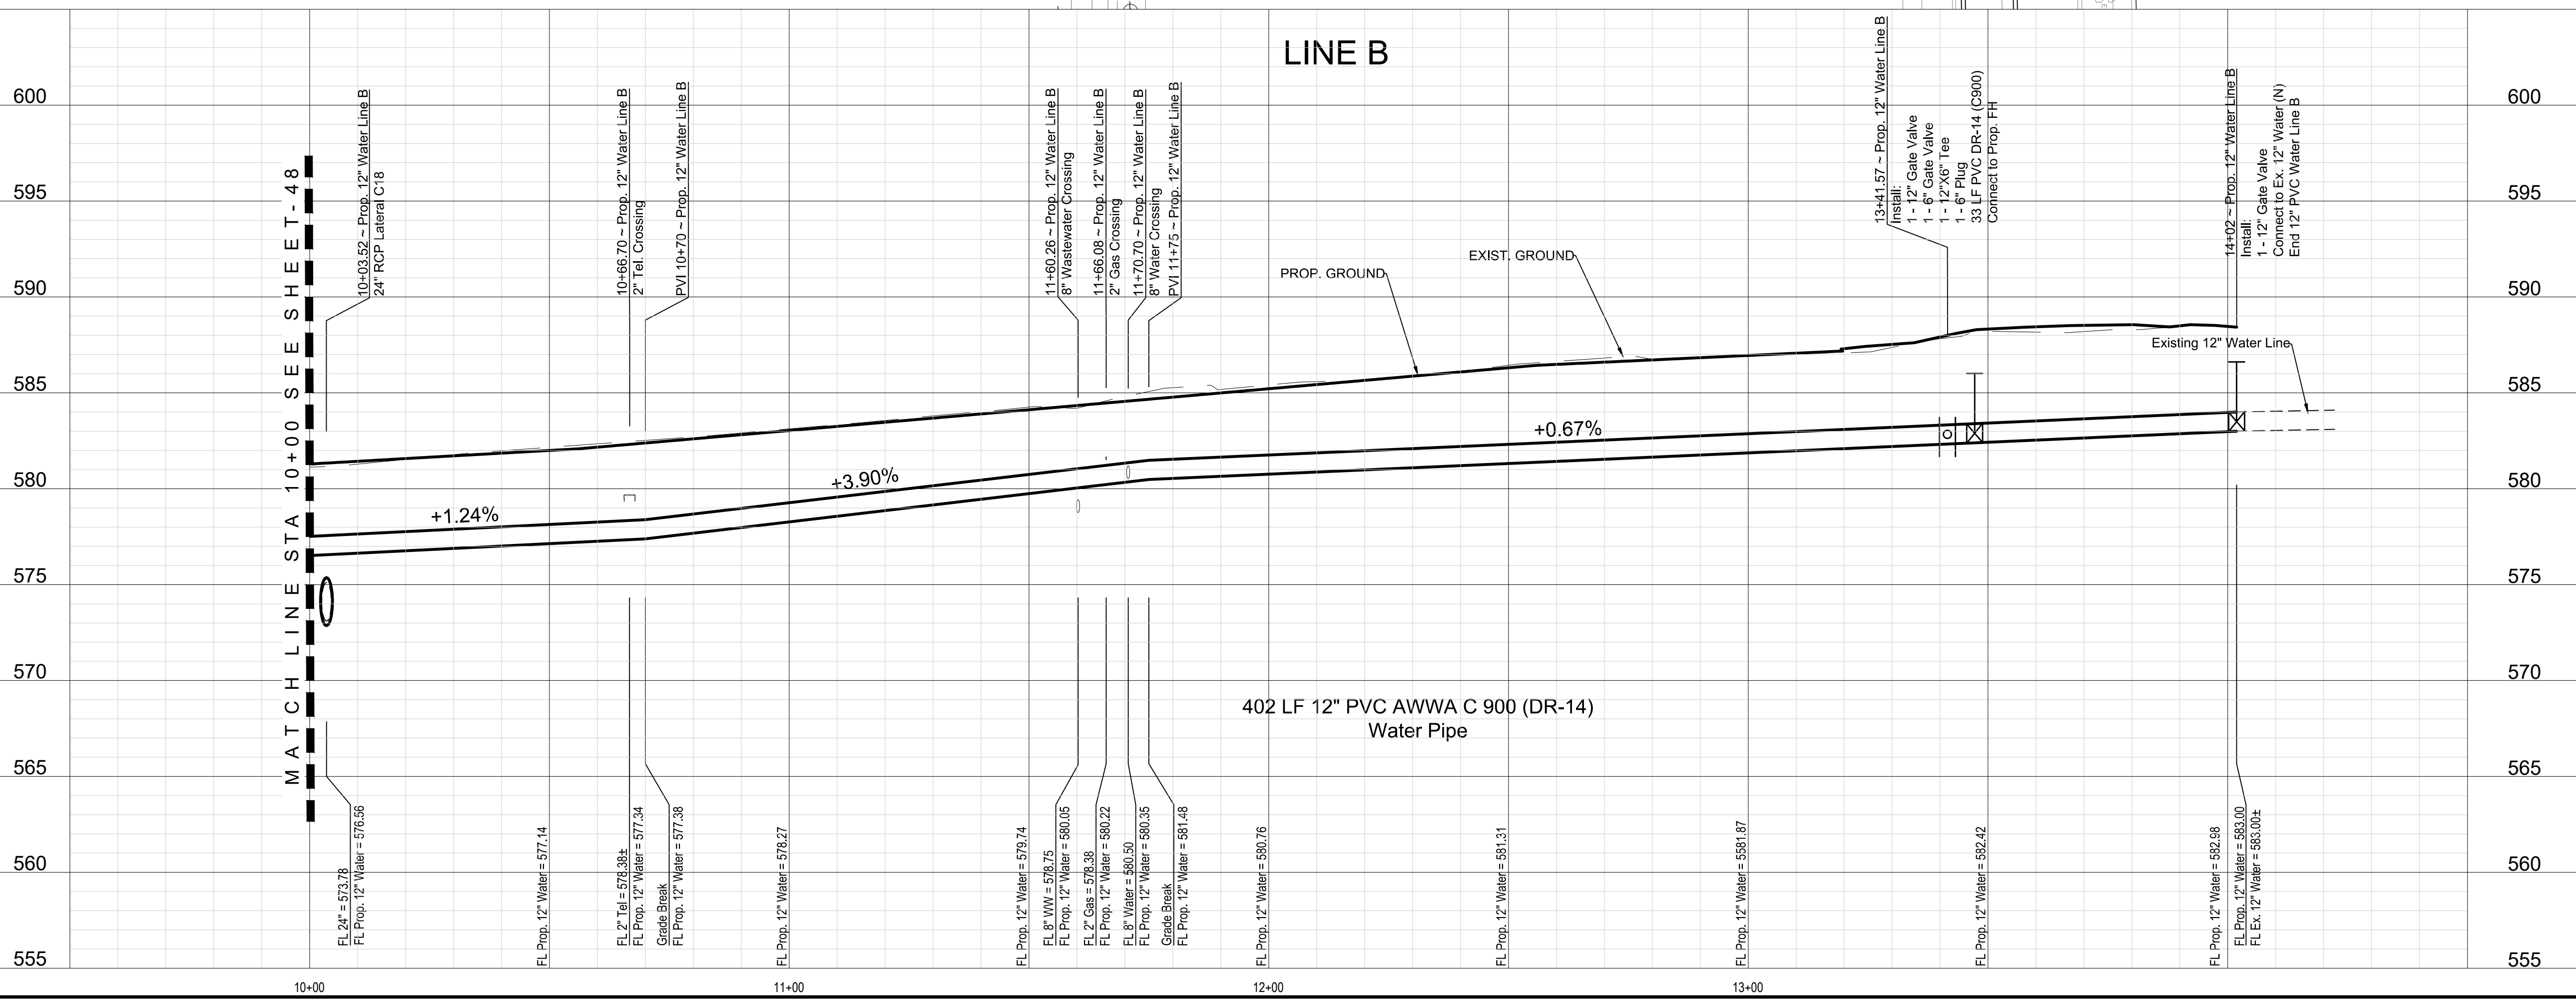 LINE B
600
595
590
585
580
575
570
565
560
555
600
595
590
585
580
575
570
565
560
555
MATCH LINE STA 10+00 SEE SHEET-48
10+03.52 ~ Prop. 12" Water Line B
24" RCP Lateral C18
10+66.70 ~ Prop. 12" Water Line B
2" Tel. Crossing
PVI 10+70 ~ Prop. 12" Water Line B
11+60.26 ~ Prop. 12" Water Line B
8" Wastewater Crossing
11+66.08 ~ Prop. 12" Water Line B
2" Gas Crossing
11+70.70 ~ Prop. 12" Water Line B
8" Water Crossing
PVI 11+75 ~ Prop. 12" Water Line B
13+41.57 ~ Prop. 12" Water Line B
Install:
1 - 12" Gate Valve
1 - 6" Gate Valve
1 - 12"X6" Tee
1 - 6" Plug
33 LF PVC DR-14 (C900)
Connect to Prop. FH
14+02 ~ Prop. 12" Water Line B
Install:
1 - 12" Gate Valve
Connect to Ex. 12" Water (N)
End 12" PVC Water Line B
PROP. GROUND
EXIST. GROUND
Existing 12" Water Line
+1.24%
+3.90%
+0.67%
402 LF 12" PVC AWWA C 900 (DR-14)
Water Pipe
FL 24" = 573.78
FL Prop. 12" Water = 576.56
FL Prop. 12" Water = 577.14
FL 2" Tel = 578.38±
FL Prop. 12" Water = 577.34
Grade Break
FL Prop. 12" Water = 577.38
FL Prop. 12" Water = 578.27
FL Prop. 12" Water = 579.74
FL 8" WW = 578.75
FL Prop. 12" Water = 580.05
FL 2" Gas = 578.38
FL Prop. 12" Water = 580.22
FL 8" Water = 580.50
FL Prop. 12" Water = 580.35
Grade Break
FL Prop. 12" Water = 581.48
FL Prop. 12" Water = 580.76
FL Prop. 12" Water = 581.31
FL Prop. 12" Water = 5581.87
FL Prop. 12" Water = 582.42
FL Prop. 12" Water = 582.98
FL Prop. 12" Water = 583.00
FL Ex. 12" Water = 583.00±
10+00
11+00
12+00
13+00